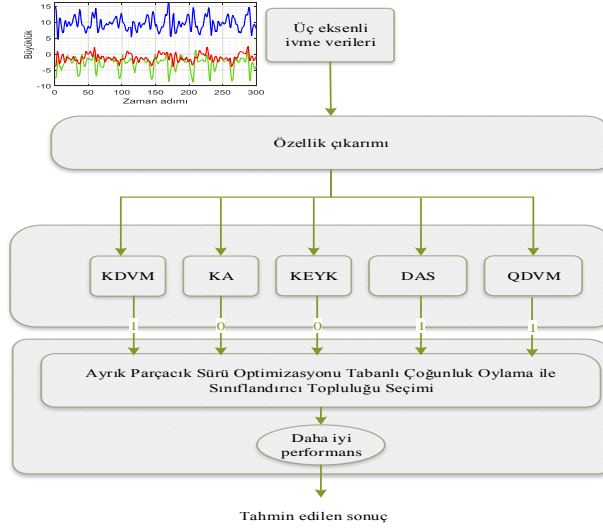 15
10
5
0
-5
-10
Büyüklük
0 50 100 150 200 250 300
Zaman adımı
Üç eksenli
ivme verileri
Özellik çıkarımı
KDVM KA KEYK DAS QDVM
1 0 0 1 1
Ayrık Parçacık Sürü Optimizasyonu Tabanlı Çoğunluk Oylama ile
Sınıflandırıcı Topluluğu Seçimi
Daha iyi
performans
Tahmin edilen sonuç